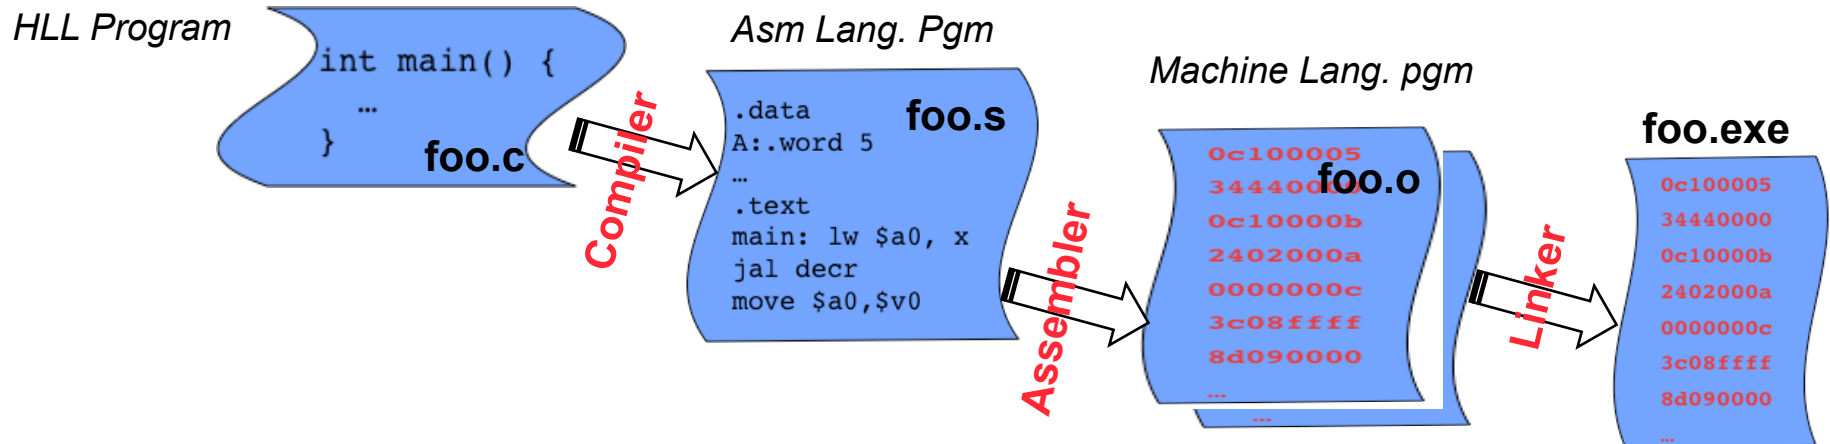 HLL Program
int main() {
…
}
foo.c
Compiler
Asm Lang. Pgm
foo.s
.data
A:.word 5
…
.text
main: lw $a0, x
jal decr
move $a0,$v0
Assembler
Machine Lang. pgm
foo.o
0c100005
34440000
0c10000b
2402000a
0000000c
3c08ffff
8d090000
…
…
Linker
foo.exe
0c100005
34440000
0c10000b
2402000a
0000000c
3c08ffff
8d090000
…